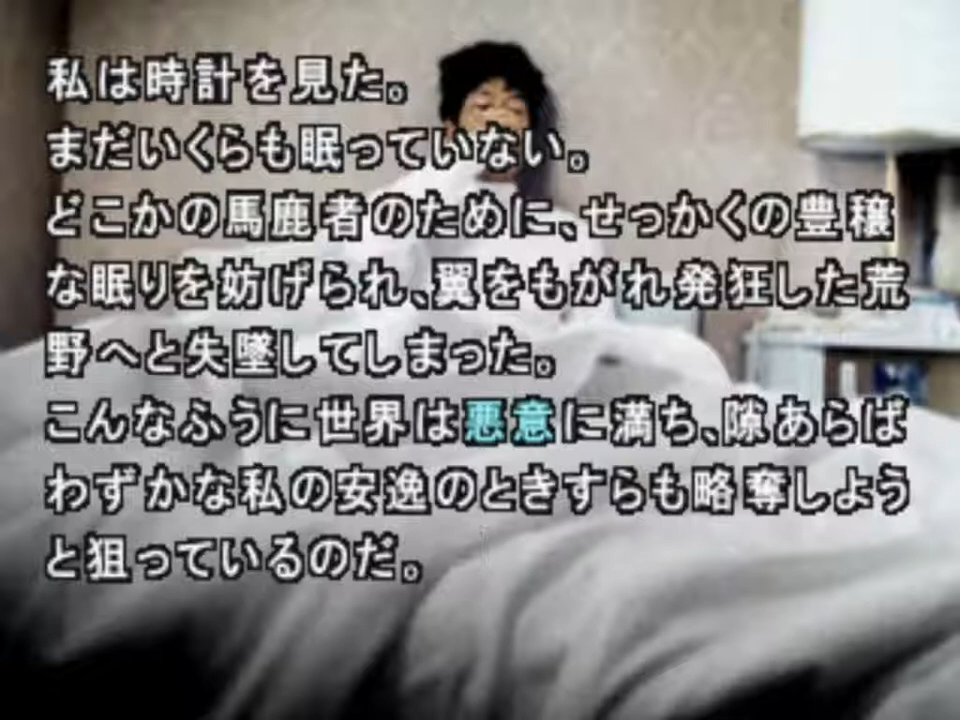 私は時計を見た。
まだいくらも眠っていない。
どこかの馬鹿者のために、せっかくの豊穣
な眠りを妨げられ、翼をもがれ発狂した荒
野へと失墜してしまった。
こんなふうに世界は悪意に満ち、隙あらば
わずかな私の安逸のときすらも略奪しよう
と狙っているのだ。